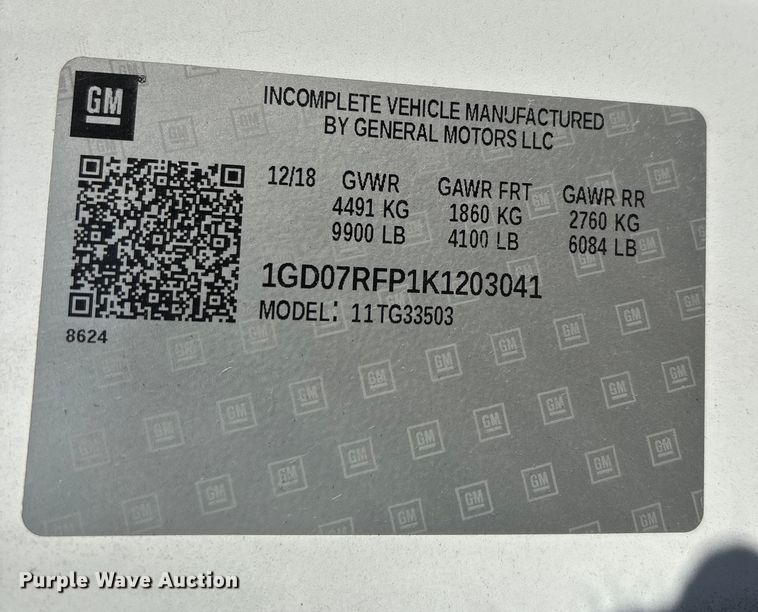 GM
INCOMPLETE VEHICLE MANUFACTURED
BY GENERAL MOTORS LLC
12/18 GVWR GAWR FRT GAWR RR
4491 KG 1860 KG 2760 KG
9900 LB 4100 LB 6084 LB
1GD07RFP1K1203041
MODEL: 11TG33503
8624
Purple Wave Auction